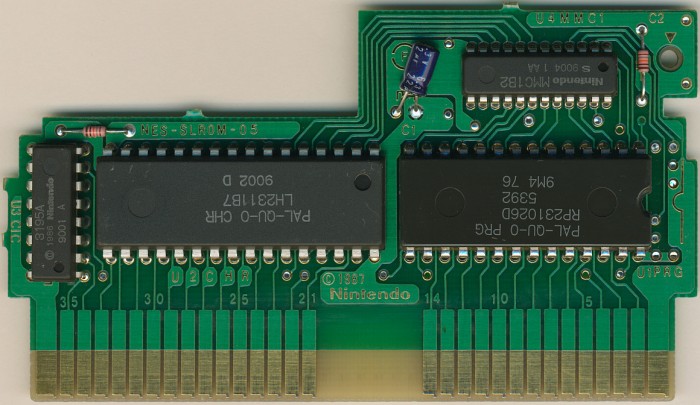 U4MMC1 C2
Nintendo
MMC1B2
S 9004 1 AA
NES-SLROM-05
C1
U3 CIC
3195A
© 1986 Nintendo
9001 A
PAL-QU-0 CHR
LH2311B7
9002 D
PAL-QU-0 PRG
RP231026D
5392
9M4 76
U2CHR
U1PRG
© 1987
Nintendo
35 30 25 21 14 10 5